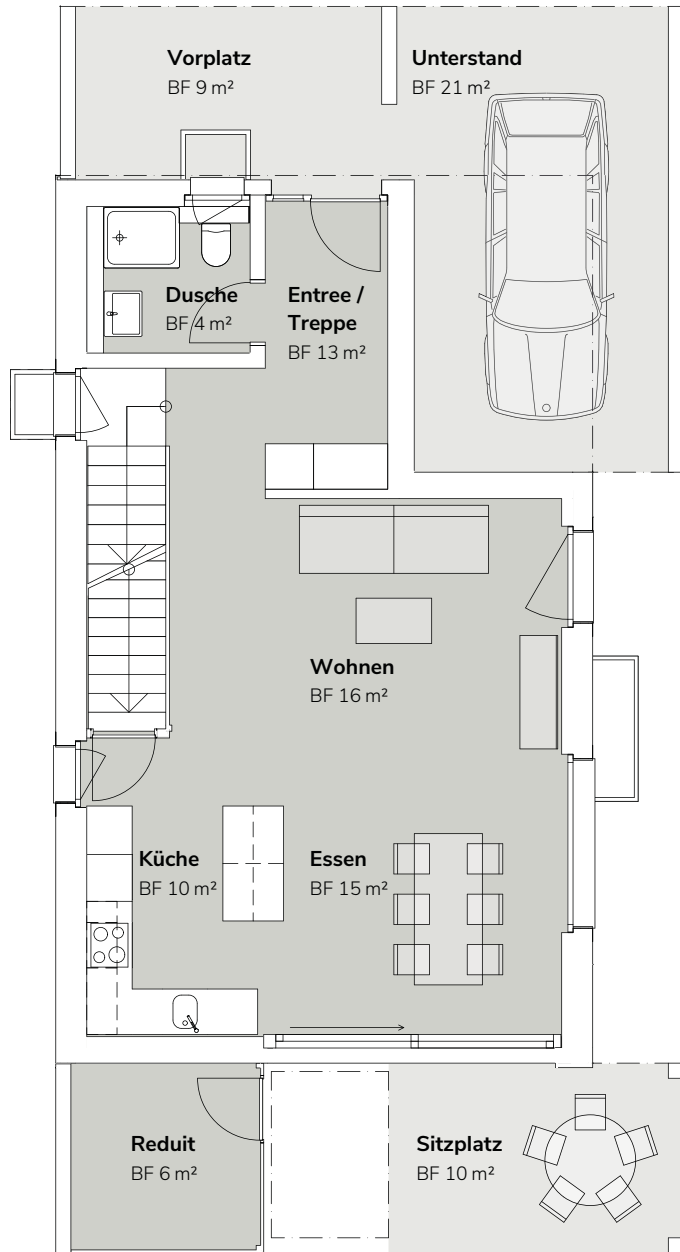 Vorplatz
BF 9 m²
Unterstand
BF 21 m²
Dusche
BF 4 m²
Entree /
Treppe
BF 13 m²
Wohnen
BF 16 m²
Küche
BF 10 m²
Essen
BF 15 m²
Reduit
BF 6 m²
Sitzplatz
BF 10 m²